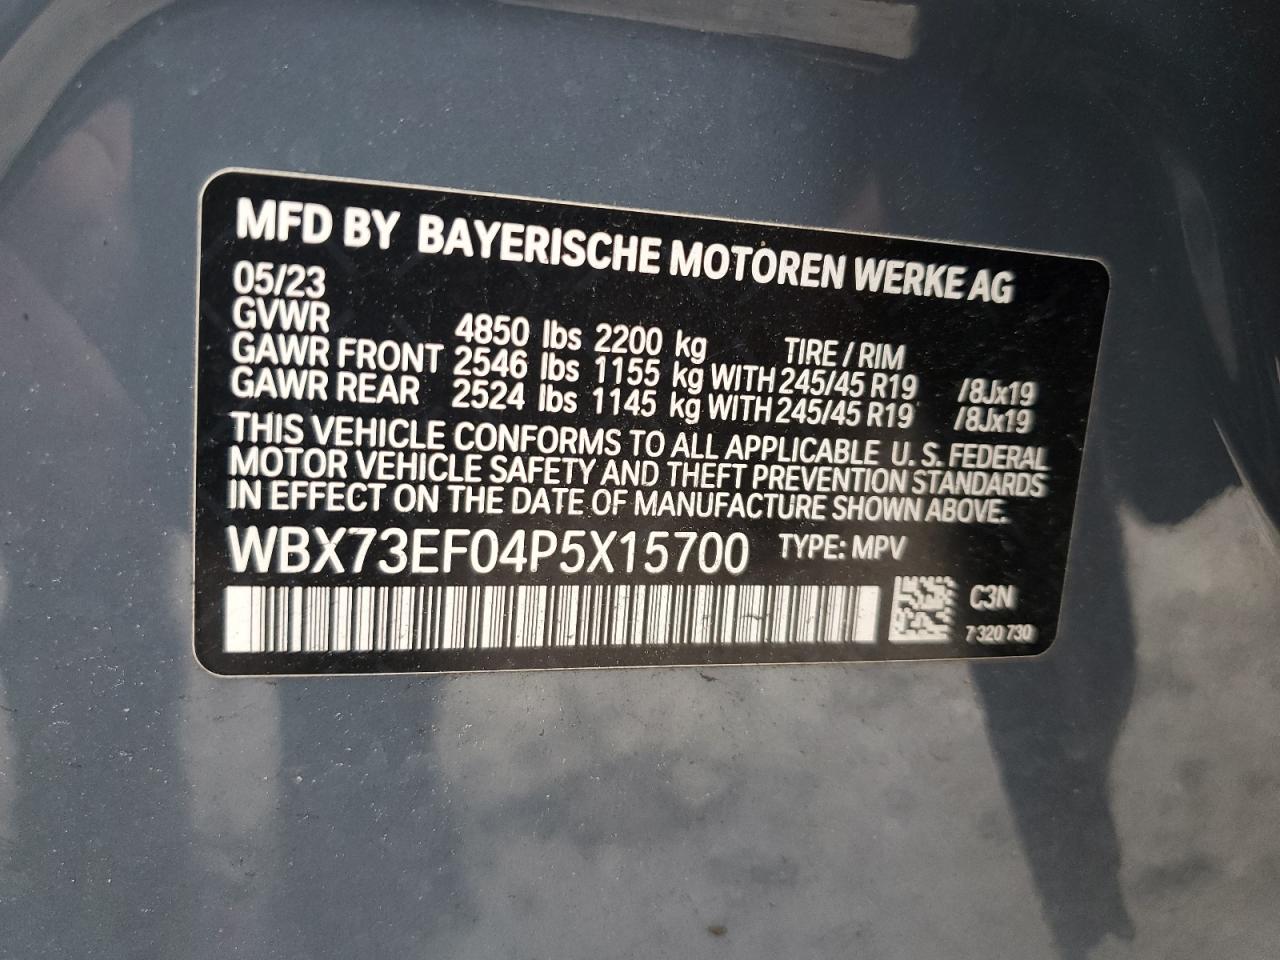 MFD BY BAYERISCHE MOTOREN WERKE AG
05/23
GVWR 4850 lbs 2200 kg TIRE / RIM
GAWR FRONT 2546 lbs 1155 kg WITH 245/45 R19 /8Jx19
GAWR REAR 2524 lbs 1145 kg WITH 245/45 R19 /8Jx19
THIS VEHICLE CONFORMS TO ALL APPLICABLE U. S. FEDERAL
MOTOR VEHICLE SAFETY AND THEFT PREVENTION STANDARDS
IN EFFECT ON THE DATE OF MANUFACTURE SHOWN ABOVE.
WBX73EF04P5X15700 TYPE: MPV
C3N
7 320 730